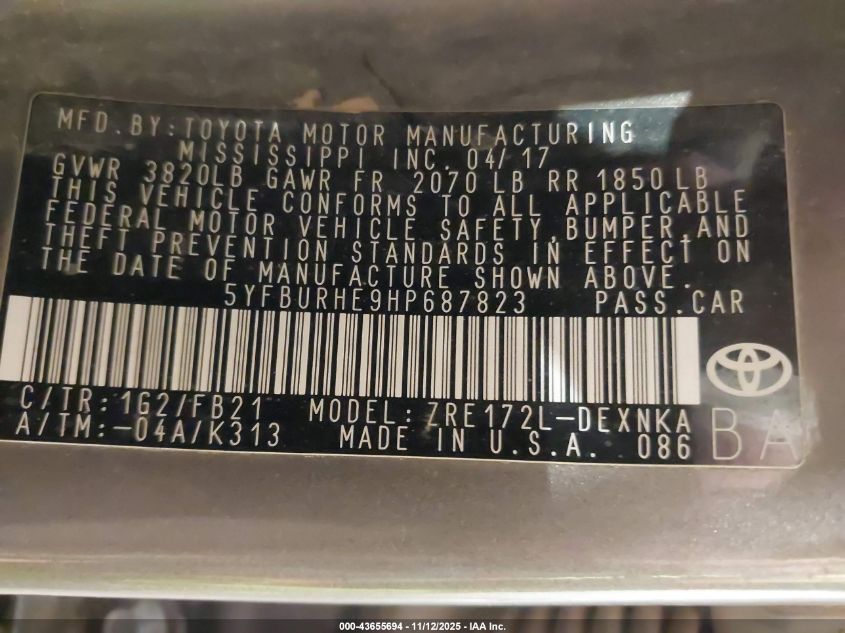 MFD.BY:TOYOTA MOTOR MANUFACTURING
MISSISSIPPI INC. 04/17
GVWR 3820LB GAWR FR 2070 LB RR 1850LB
THIS VEHICLE CONFORMS TO ALL APPLICABLE
FEDERAL MOTOR VEHICLE SAFETY,BUMPER,AND
THEFT PREVENTION STANDARDS IN EFFECT ON
THE DATE OF MANUFACTURE SHOWN ABOVE.
5YFBURHE9HP687823 PASS.CAR
C/TR:1G2/FB21 MODEL:ZRE172L-DEXNKA
A/TM:-04A/K313 MADE IN U.S.A. 086 BA
000-43655694 - 11/12/2025 - IAA Inc.